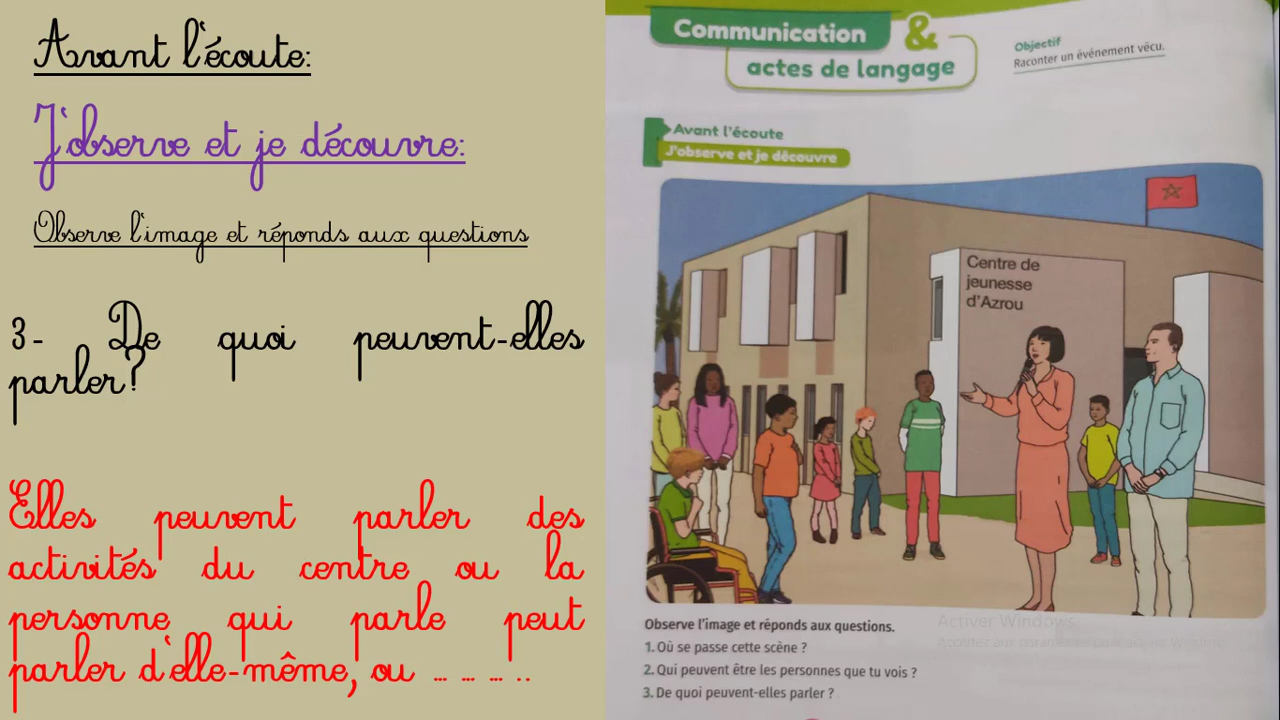 Avant l'écoute:
J'observe et je découvre:
Observe l'image et réponds aux questions
3- De quoi peuvent-elles
parler?
Elles peuvent parler des
activités du centre ou la
personne qui parle peut
parler d'elle-même, ou ... ... ... ..
Communication &
actes de langage
Objectif
Raconter un événement vécu.
Avant l'écoute
J'observe et je découvre
Centre de
jeunesse
d'Azrou
Observe l'image et réponds aux questions.
1. Où se passe cette scène ?
2. Qui peuvent être les personnes que tu vois ?
3. De quoi peuvent-elles parler ?
Activer Windows